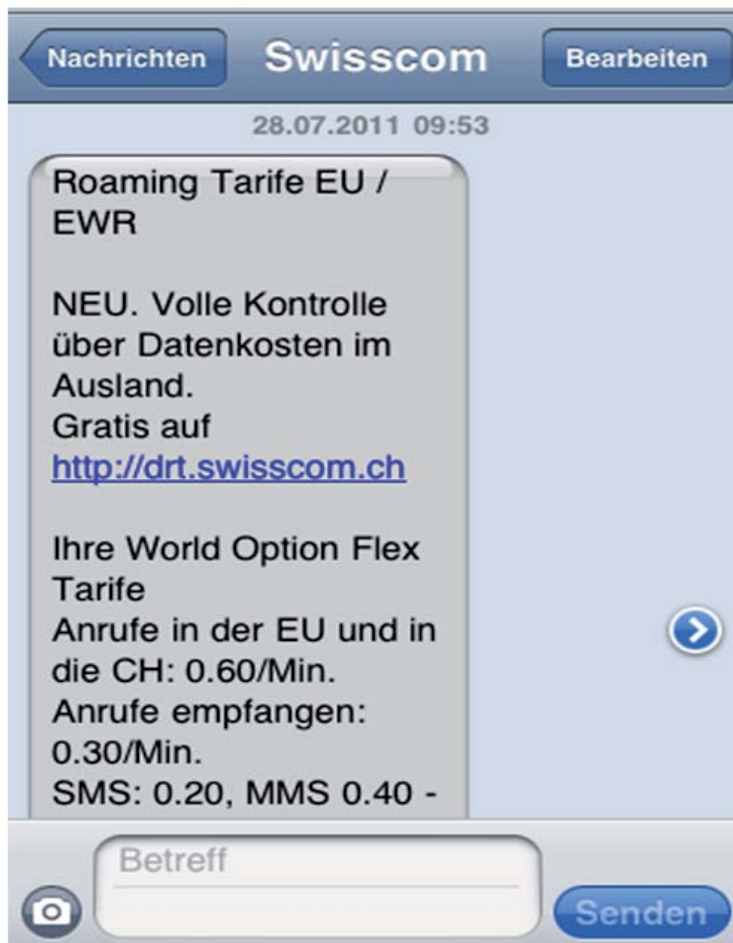 Nachrichten Swisscom Bearbeiten
28.07.2011 09:53
Roaming Tarife EU /
EWR
NEU. Volle Kontrolle
über Datenkosten im
Ausland.
Gratis auf
http://drt.swisscom.ch
Ihre World Option Flex
Tarife
Anrufe in der EU und in
die CH: 0.60/Min.
Anrufe empfangen:
0.30/Min.
SMS: 0.20, MMS 0.40 -
Betreff
Senden